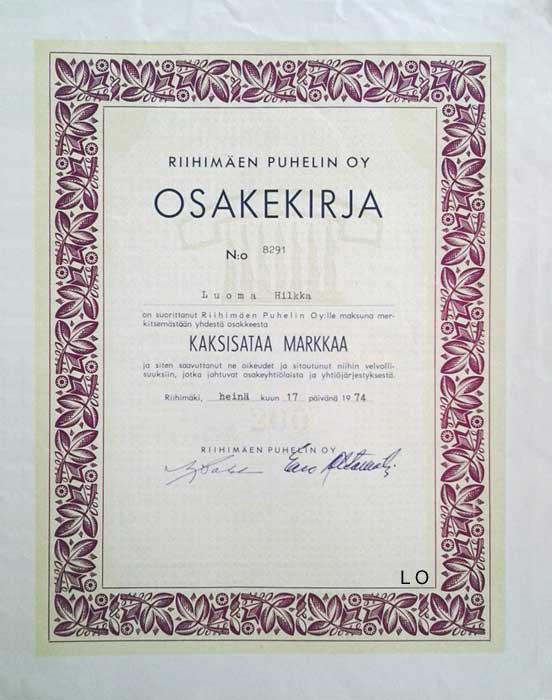 RIIHIMÄEN PUHELIN OY
OSAKEKIRJA
N:o 8291
Luoma Hilkka
on suorittanut Riihimäen Puhelin Oy:lle maksuna mer-
kitsemästään yhdestä osakkeesta
KAKSISATAA MARKKAA
ja siten saavuttanut ne oikeudet ja sitoutunut niihin velvolli-
suuksiin, jotka johtuvat osakeyhtiölaista ja yhtiöjärjestyksestä.
Riihimäki, heinä kuun 17 päivänä 1974
200
RIIHIMÄEN PUHELIN OY
L O